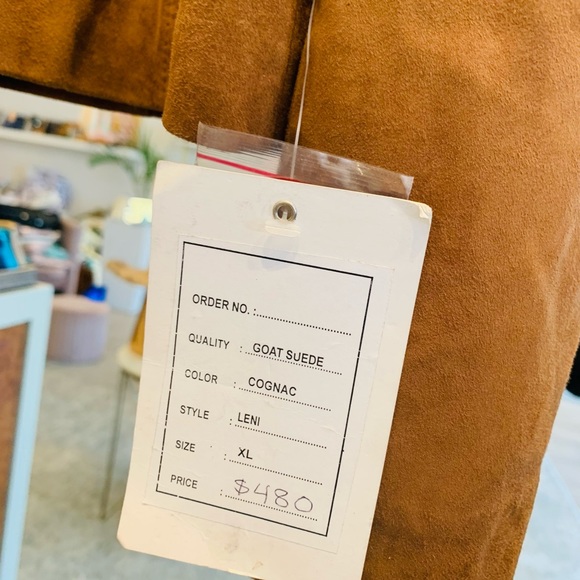 ORDER NO. :
QUALITY : GOAT SUEDE
COLOR : COGNAC
STYLE : LENI
SIZE : XL
PRICE : $480